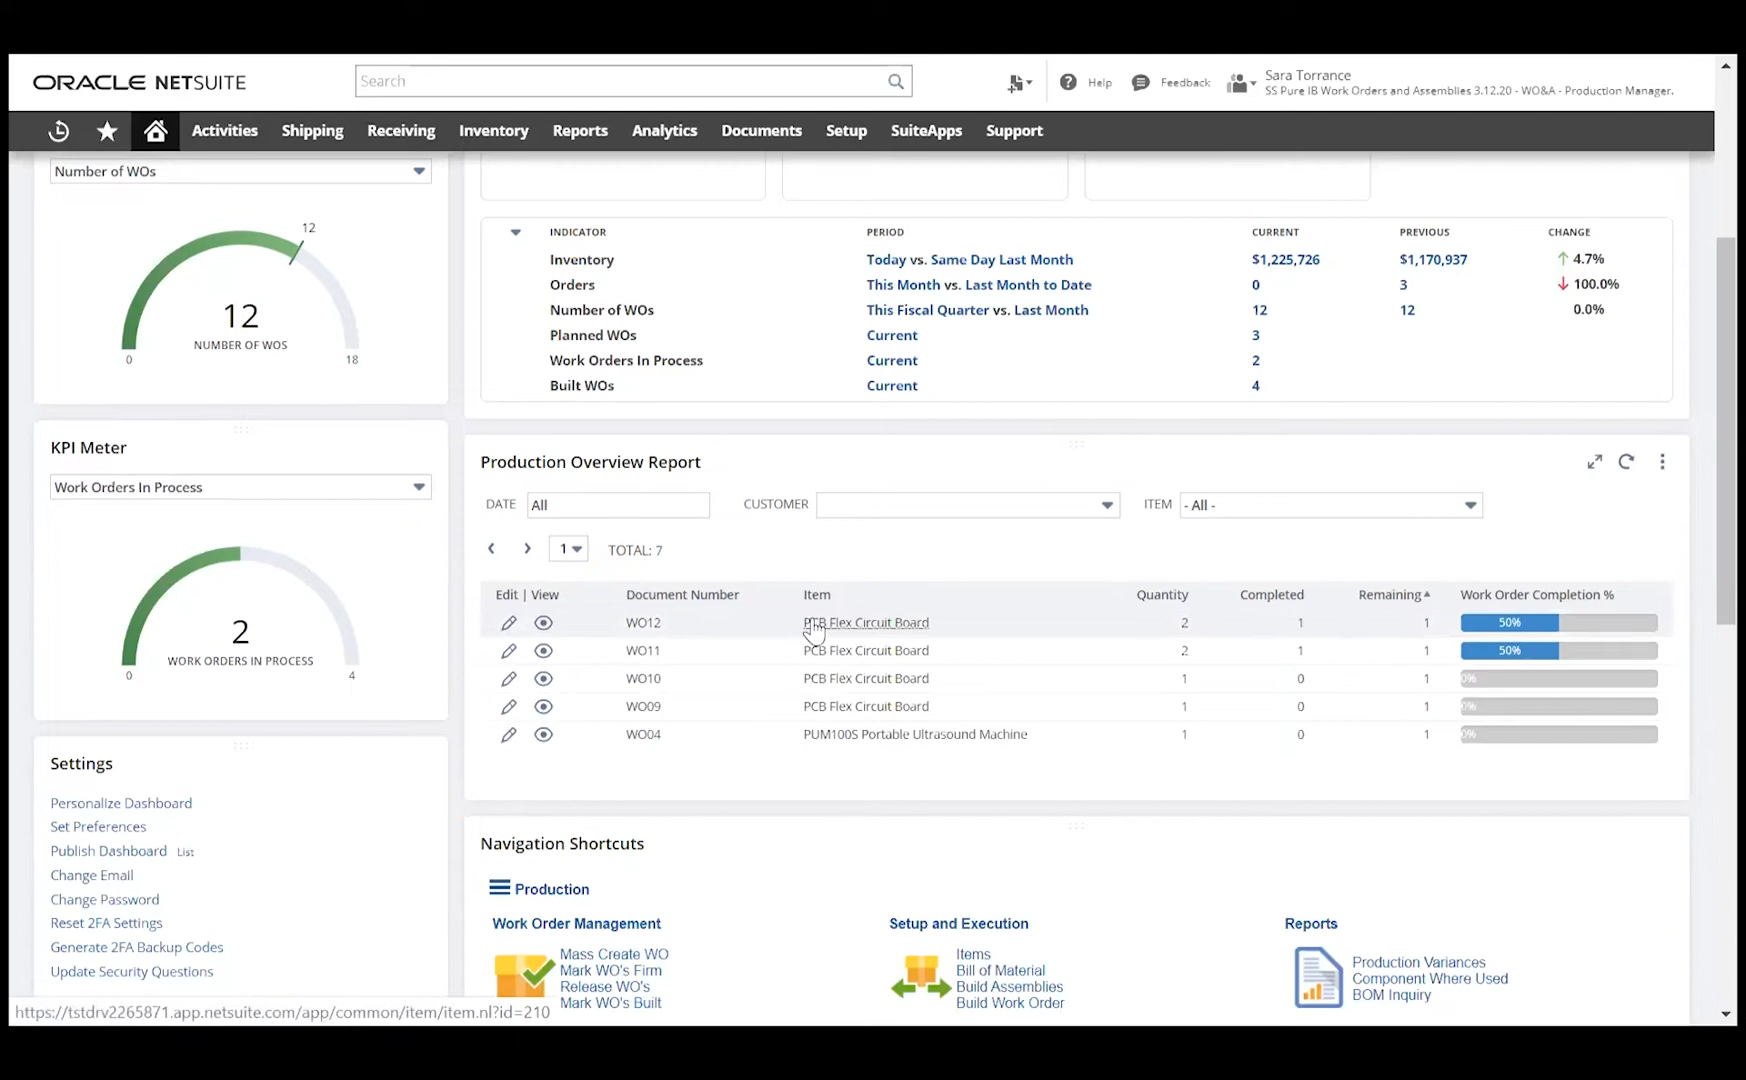 ORACLE NETSUITE
Search
Help
Feedback
Sara Torrance
SS Pure IB Work Orders and Assemblies 3.12.20 - WO&A - Production Manager.
Activities Shipping Receiving Inventory Reports Analytics Documents Setup SuiteApps Support
Number of WOs
12
12
NUMBER OF WOS
0 18
INDICATOR PERIOD CURRENT PREVIOUS CHANGE
Inventory Today vs. Same Day Last Month $1,225,726 $1,170,937 4.7%
Orders This Month vs. Last Month to Date 0 3 100.0%
Number of WOs This Fiscal Quarter vs. Last Month 12 12 0.0%
Planned WOs Current 3
Work Orders In Process Current 2
Built WOs Current 4
KPI Meter
Work Orders In Process
2
WORK ORDERS IN PROCESS
0 4
Production Overview Report
DATE All CUSTOMER ITEM - All -
1 TOTAL: 7
Edit | View Document Number Item Quantity Completed Remaining Work Order Completion %
WO12 PCB Flex Circuit Board 2 1 1 50%
WO11 PCB Flex Circuit Board 2 1 1 50%
WO10 PCB Flex Circuit Board 1 0 1 0%
WO09 PCB Flex Circuit Board 1 0 1 0%
WO04 PUM100S Portable Ultrasound Machine 1 0 1 0%
Settings
Personalize Dashboard
Set Preferences
Publish Dashboard List
Change Email
Change Password
Reset 2FA Settings
Generate 2FA Backup Codes
Update Security Questions
Navigation Shortcuts
Production
Work Order Management
Mass Create WO
Mark WO's Firm
Release WO's
Mark WO's Built
Setup and Execution
Items
Bill of Material
Build Assemblies
Build Work Order
Reports
Production Variances
Component Where Used
BOM Inquiry
https://tstdrv2265871.app.netsuite.com/app/common/item/item.nl?id=210